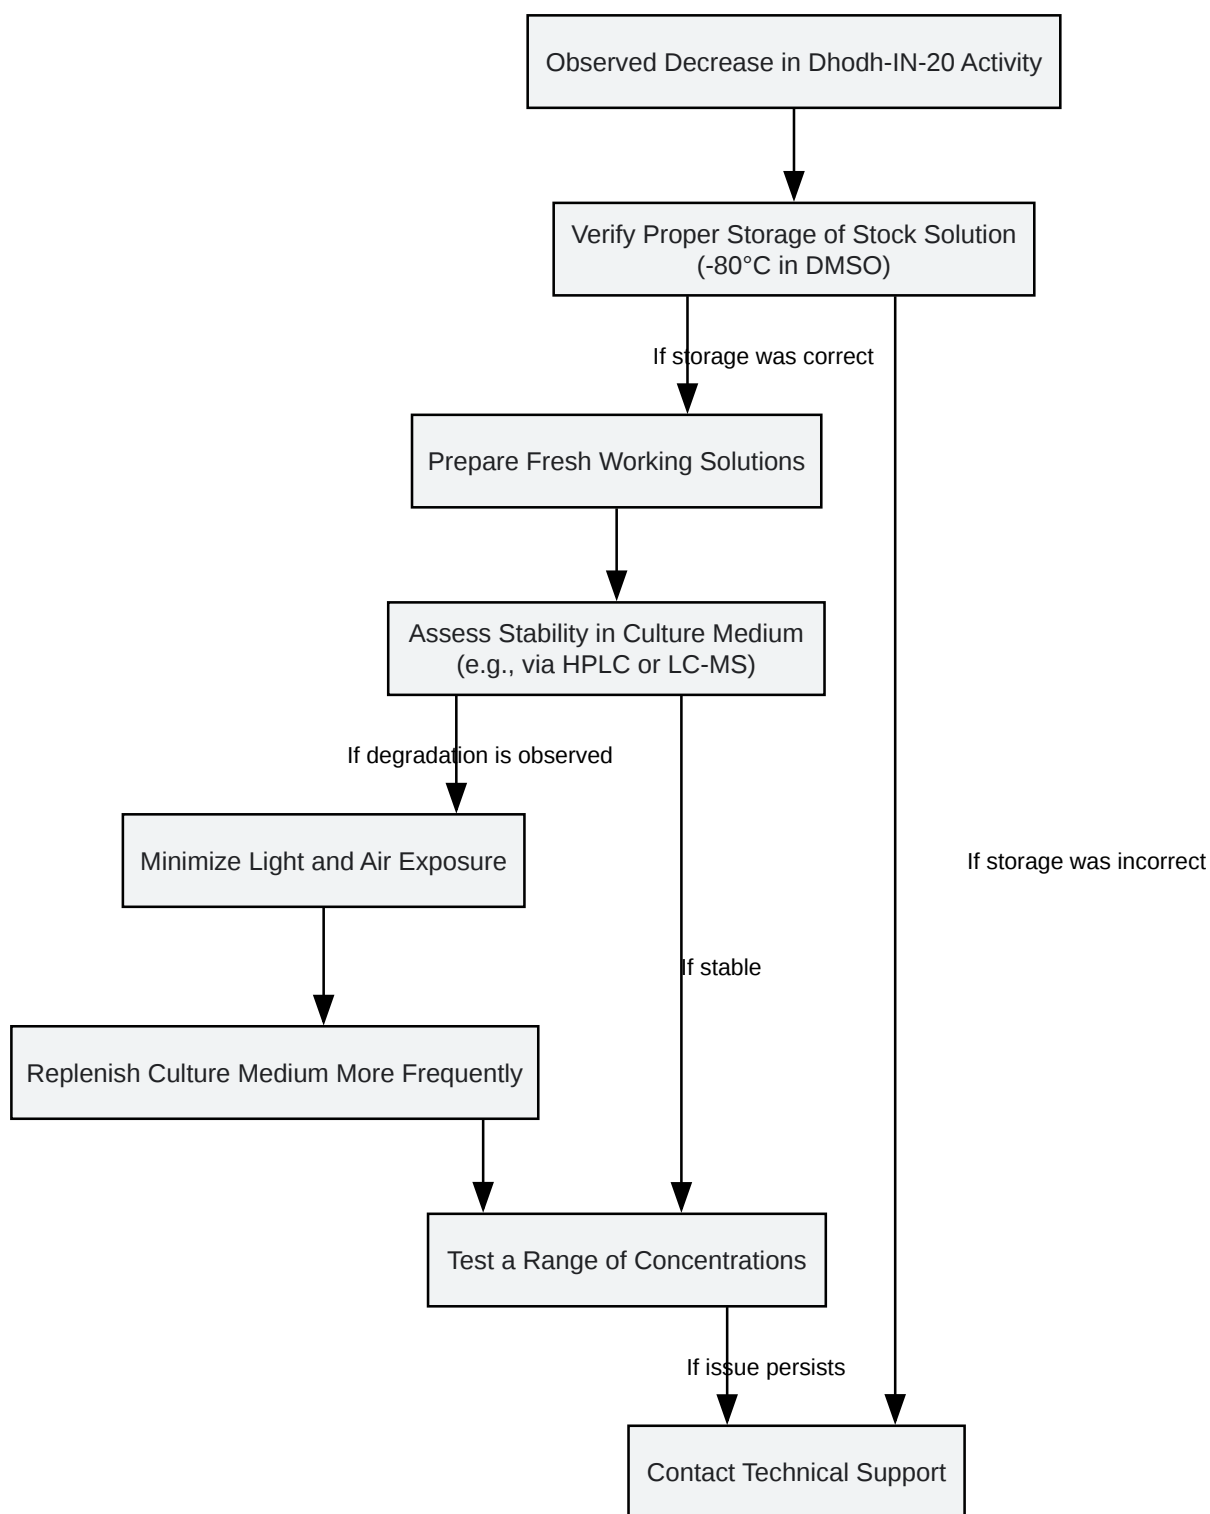 Observed Decrease in Dhodh-IN-20 Activity
Verify Proper Storage of Stock Solution
(-80°C in DMSO)
If storage was correct
Prepare Fresh Working Solutions
Assess Stability in Culture Medium
(e.g., via HPLC or LC-MS)
If degradation is observed
Minimize Light and Air Exposure
If storage was incorrect
If stable
Replenish Culture Medium More Frequently
Test a Range of Concentrations
If issue persists
Contact Technical Support